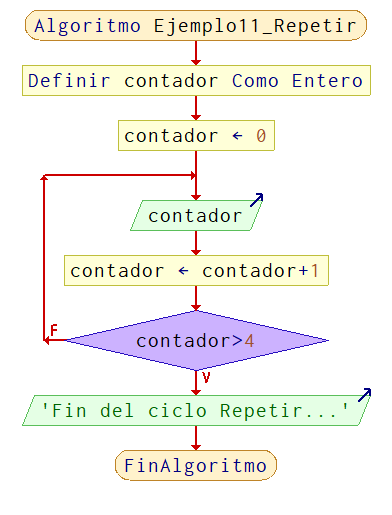 Algoritmo Ejemplo11_Repetir
Definir contador Como Entero
contador ← 0
contador
contador ← contador+1
contador>4
F
V
'Fin del ciclo Repetir...'
FinAlgoritmo